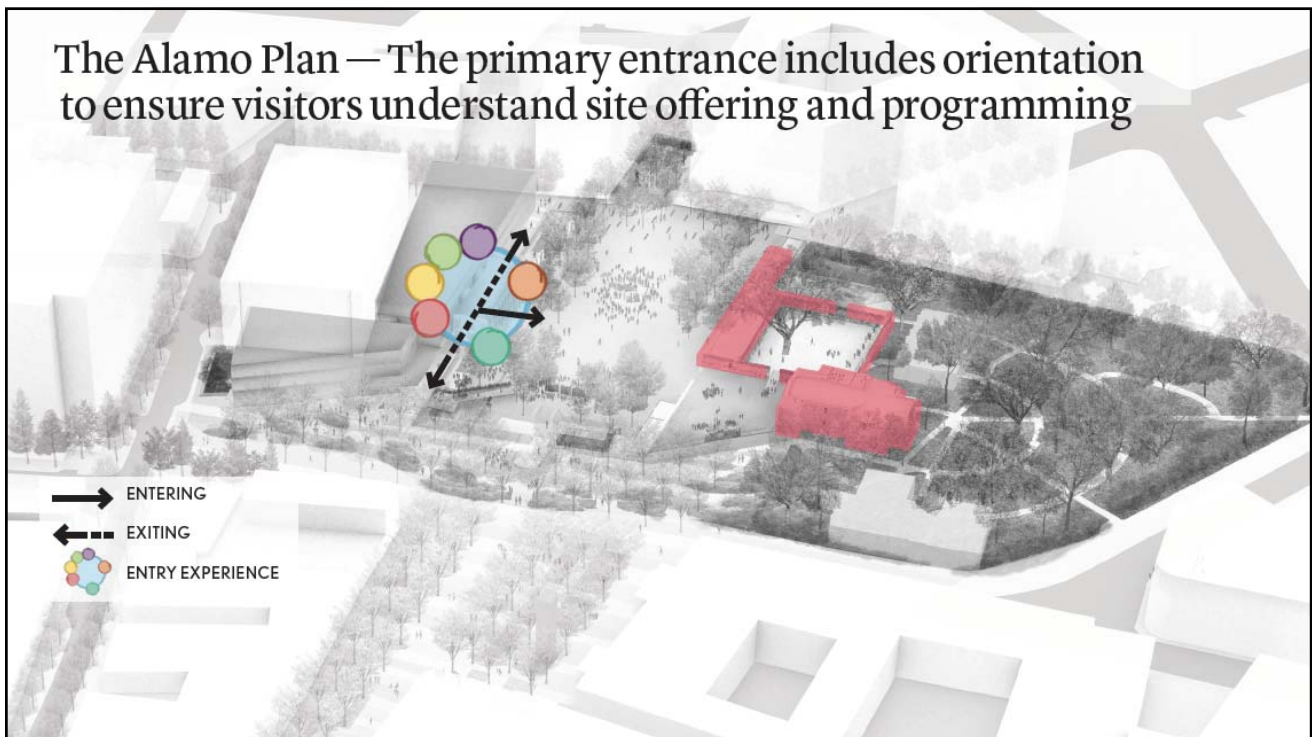 The Alamo Plan — The primary entrance includes orientation
to ensure visitors understand site offering and programming
ENTERING
EXITING
ENTRY EXPERIENCE